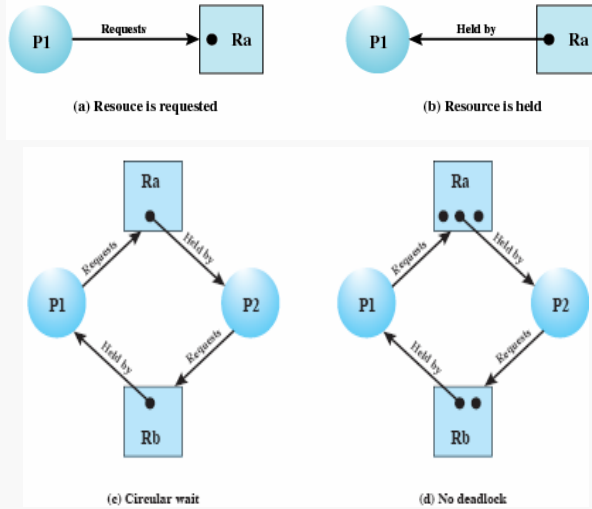 P1
Requests
Ra
P1
Held by
Ra
(a) Resouce is requested
(b) Resource is held
Ra
Requests
Held by
P1
P2
Held by
Requests
Rb
(c) Circular wait
Ra
Requests
Held by
P1
P2
Held by
Requests
Rb
(d) No deadlock